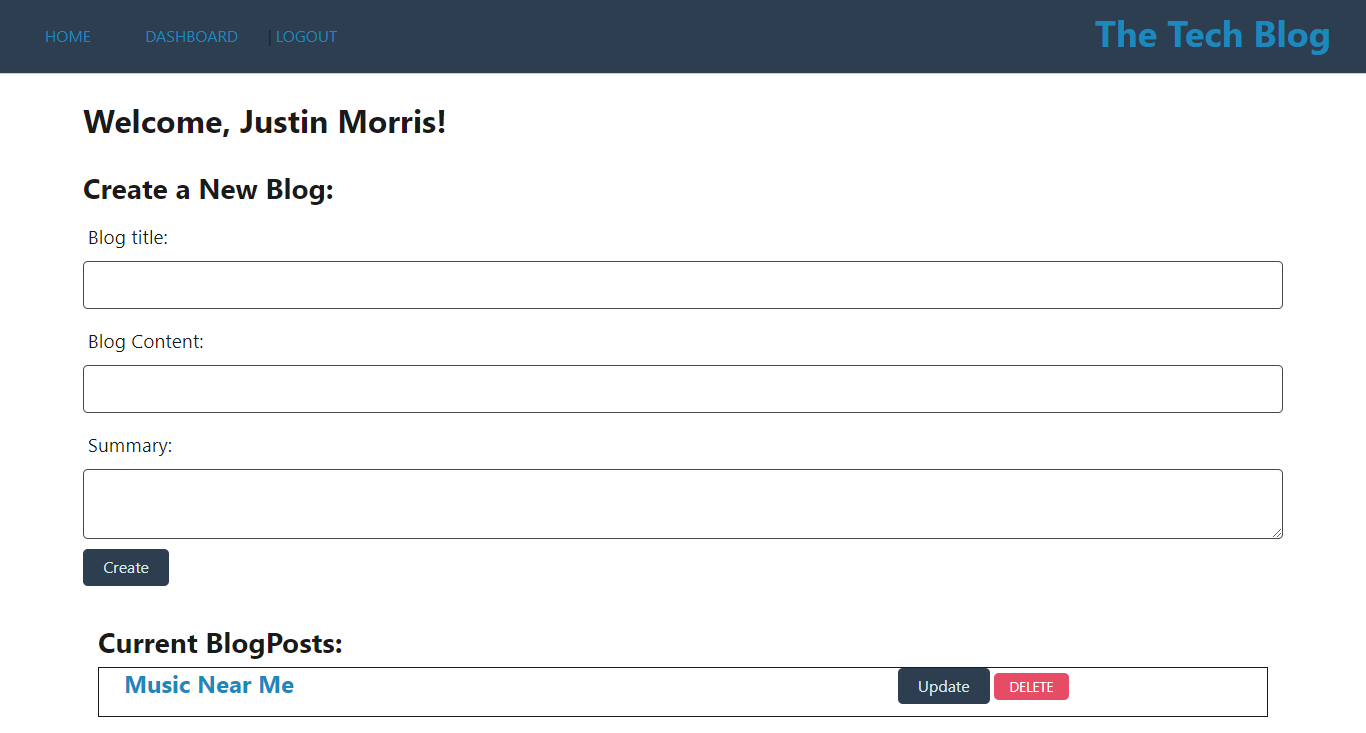 HOME DASHBOARD | LOGOUT The Tech Blog
Welcome, Justin Morris!
Create a New Blog:
Blog title:
Blog Content:
Summary:
Create
Current BlogPosts:
Music Near Me Update DELETE